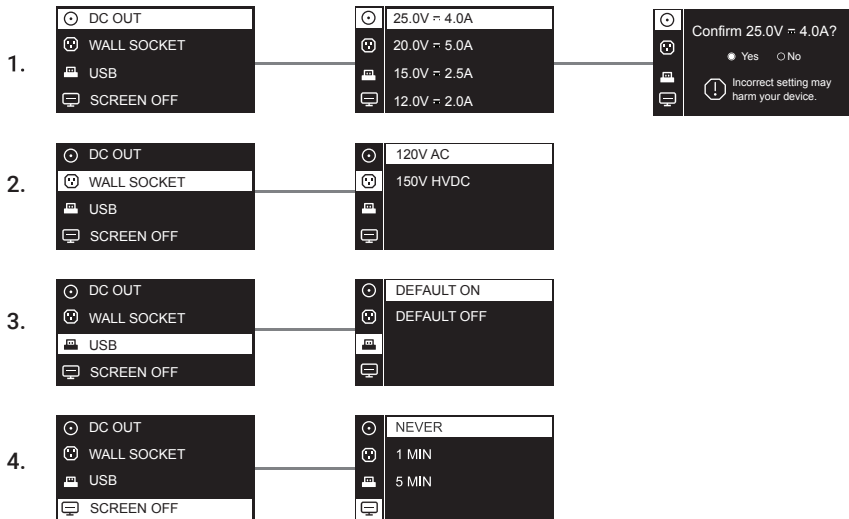 1.
DC OUT
WALL SOCKET
USB
SCREEN OFF
25.0V ⎓ 4.0A
20.0V ⎓ 5.0A
15.0V ⎓ 2.5A
12.0V ⎓ 2.0A
Confirm 25.0V ⎓ 4.0A?
Yes No
Incorrect setting may
harm your device.
2.
DC OUT
WALL SOCKET
USB
SCREEN OFF
120V AC
150V HVDC
3.
DC OUT
WALL SOCKET
USB
SCREEN OFF
DEFAULT ON
DEFAULT OFF
4.
DC OUT
WALL SOCKET
USB
SCREEN OFF
NEVER
1 MIN
5 MIN